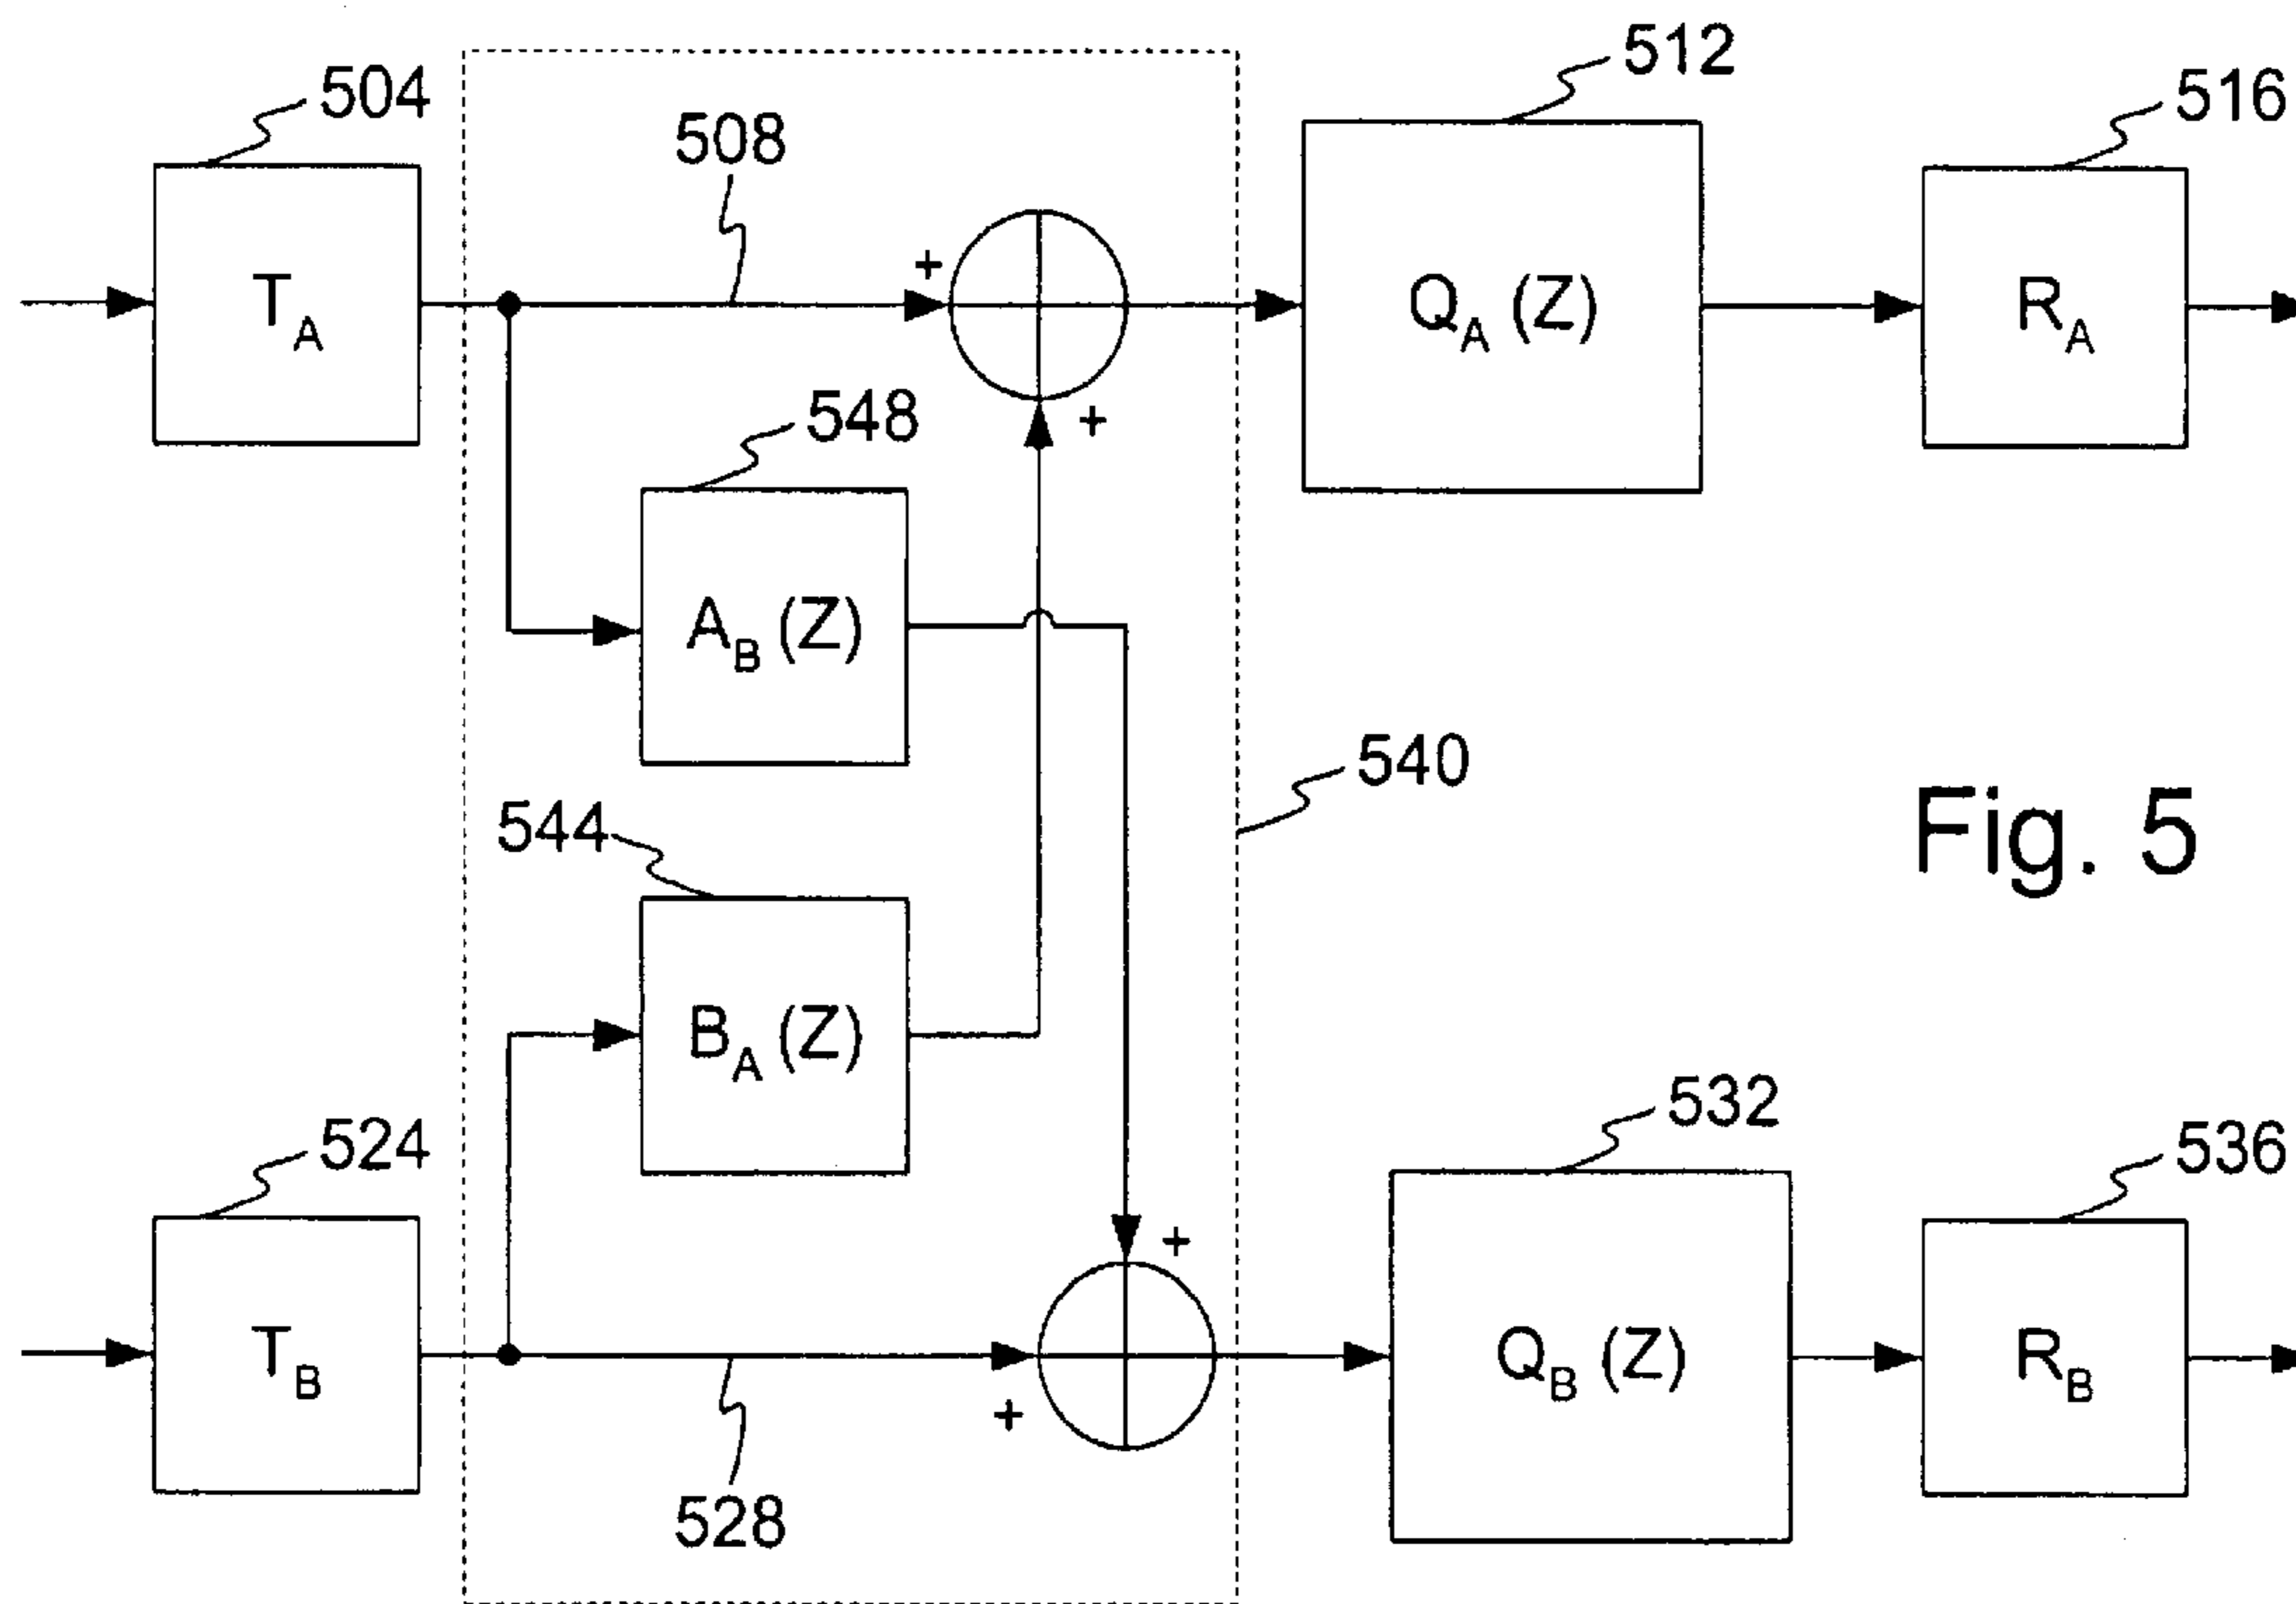 512
504
516
508
+
T_A
Q_A (Z)
R_A
+
548
A_B (Z)
540
544
Fig. 5
B_A (Z)
532
524
536
+
T_B
Q_B (Z)
R_B
+
528